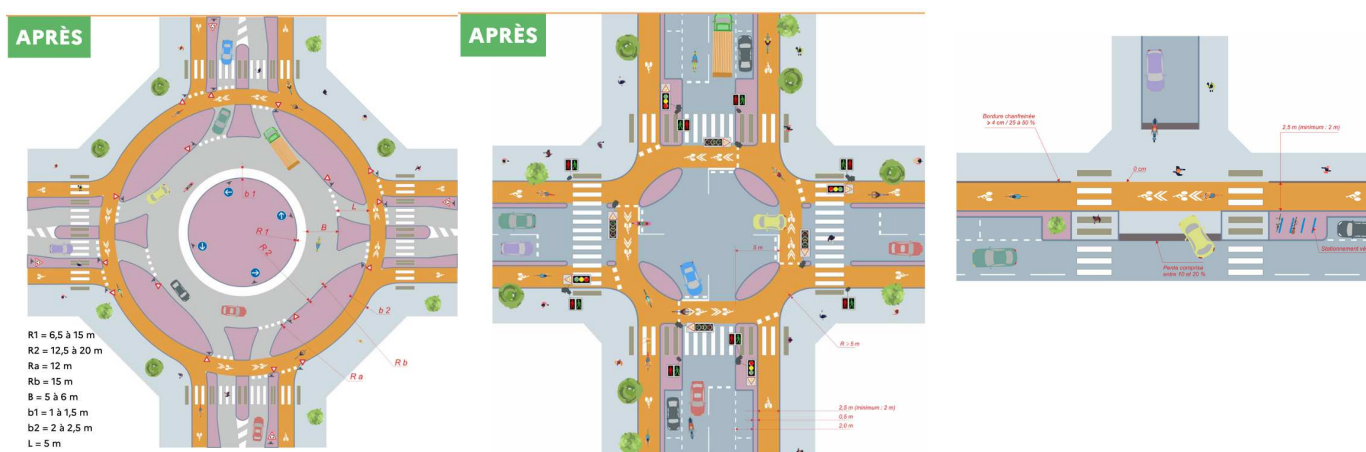 APRÈS
b 1
L
B
R 1
R2
b 2
R b
R a
R1 = 6,5 à 15 m
R2 = 12,5 à 20 m
Ra = 12 m
Rb = 15 m
B = 5 à 6 m
b1 = 1 à 1,5 m
b2 = 2 à 2,5 m
L = 5 m
APRÈS
5 m
R > 5 m
2,5 m (minimum : 2 m)
0,5 m
2,0 m
Bordure chanfreinée
≥ 4 cm / 25 à 50 %
2,5 m (minimum : 2 m)
0 cm
Pente comprise
entre 10 et 20 %
Stationnement